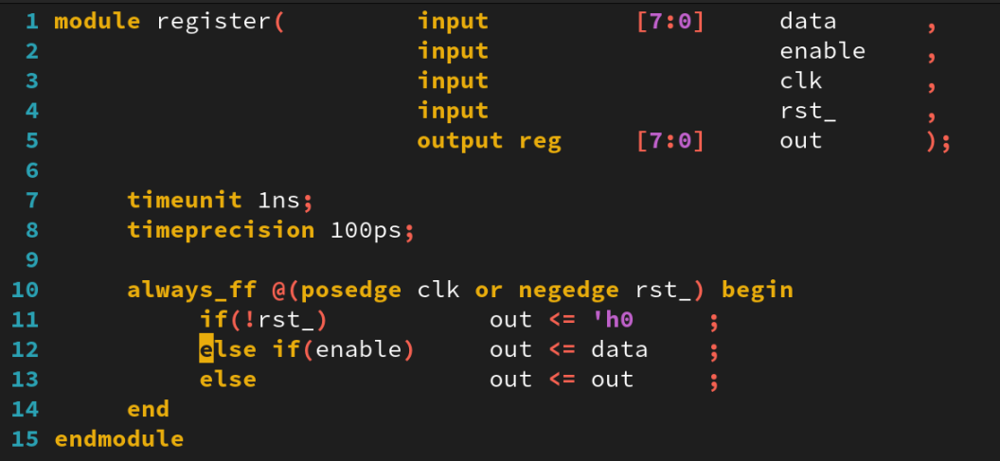 1 module register( input [7:0] data ,
2 input enable ,
3 input clk ,
4 input rst_ ,
5 output reg [7:0] out );
6
7 timeunit 1ns;
8 timeprecision 100ps;
9
10 always_ff @(posedge clk or negedge rst_) begin
11 if(!rst_) out <= 'h0 ;
12 else if(enable) out <= data ;
13 else out <= out ;
14 end
15 endmodule